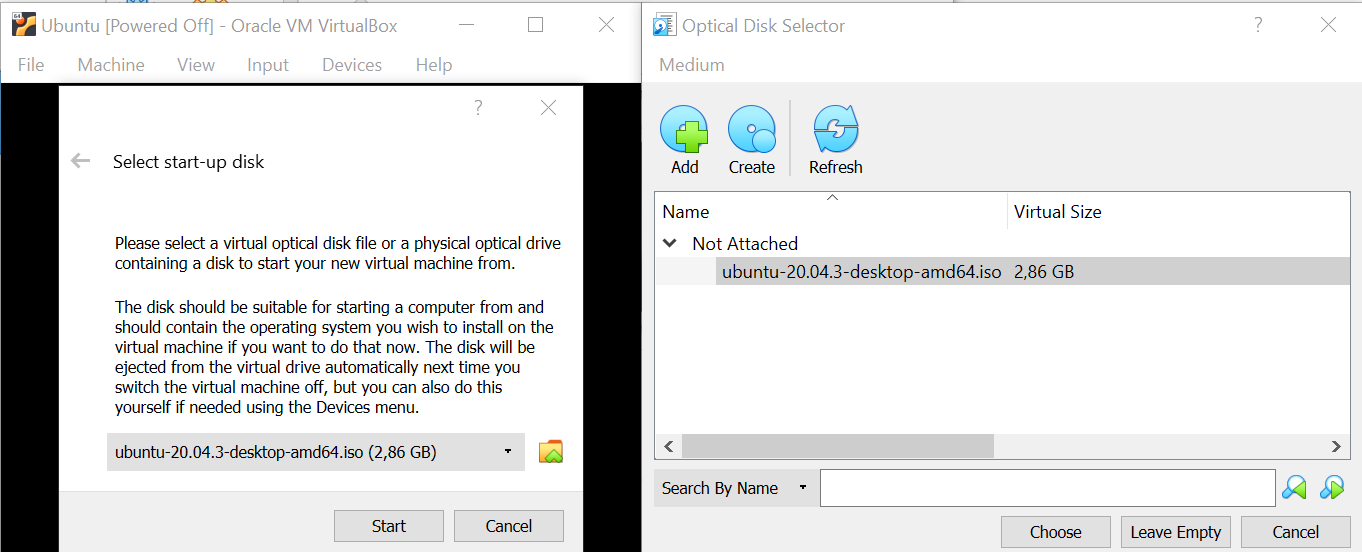 Ubuntu [Powered Off] - Oracle VM VirtualBox
File Machine View Input Devices Help
?
Select start-up disk
Please select a virtual optical disk file or a physical optical drive
containing a disk to start your new virtual machine from.
The disk should be suitable for starting a computer from and
should contain the operating system you wish to install on the
virtual machine if you want to do that now. The disk will be
ejected from the virtual drive automatically next time you
switch the virtual machine off, but you can also do this
yourself if needed using the Devices menu.
ubuntu-20.04.3-desktop-amd64.iso (2,86 GB)
Start Cancel
Optical Disk Selector ?
Medium
Add Create Refresh
Name Virtual Size
Not Attached
ubuntu-20.04.3-desktop-amd64.iso 2,86 GB
Search By Name
Choose Leave Empty Cancel